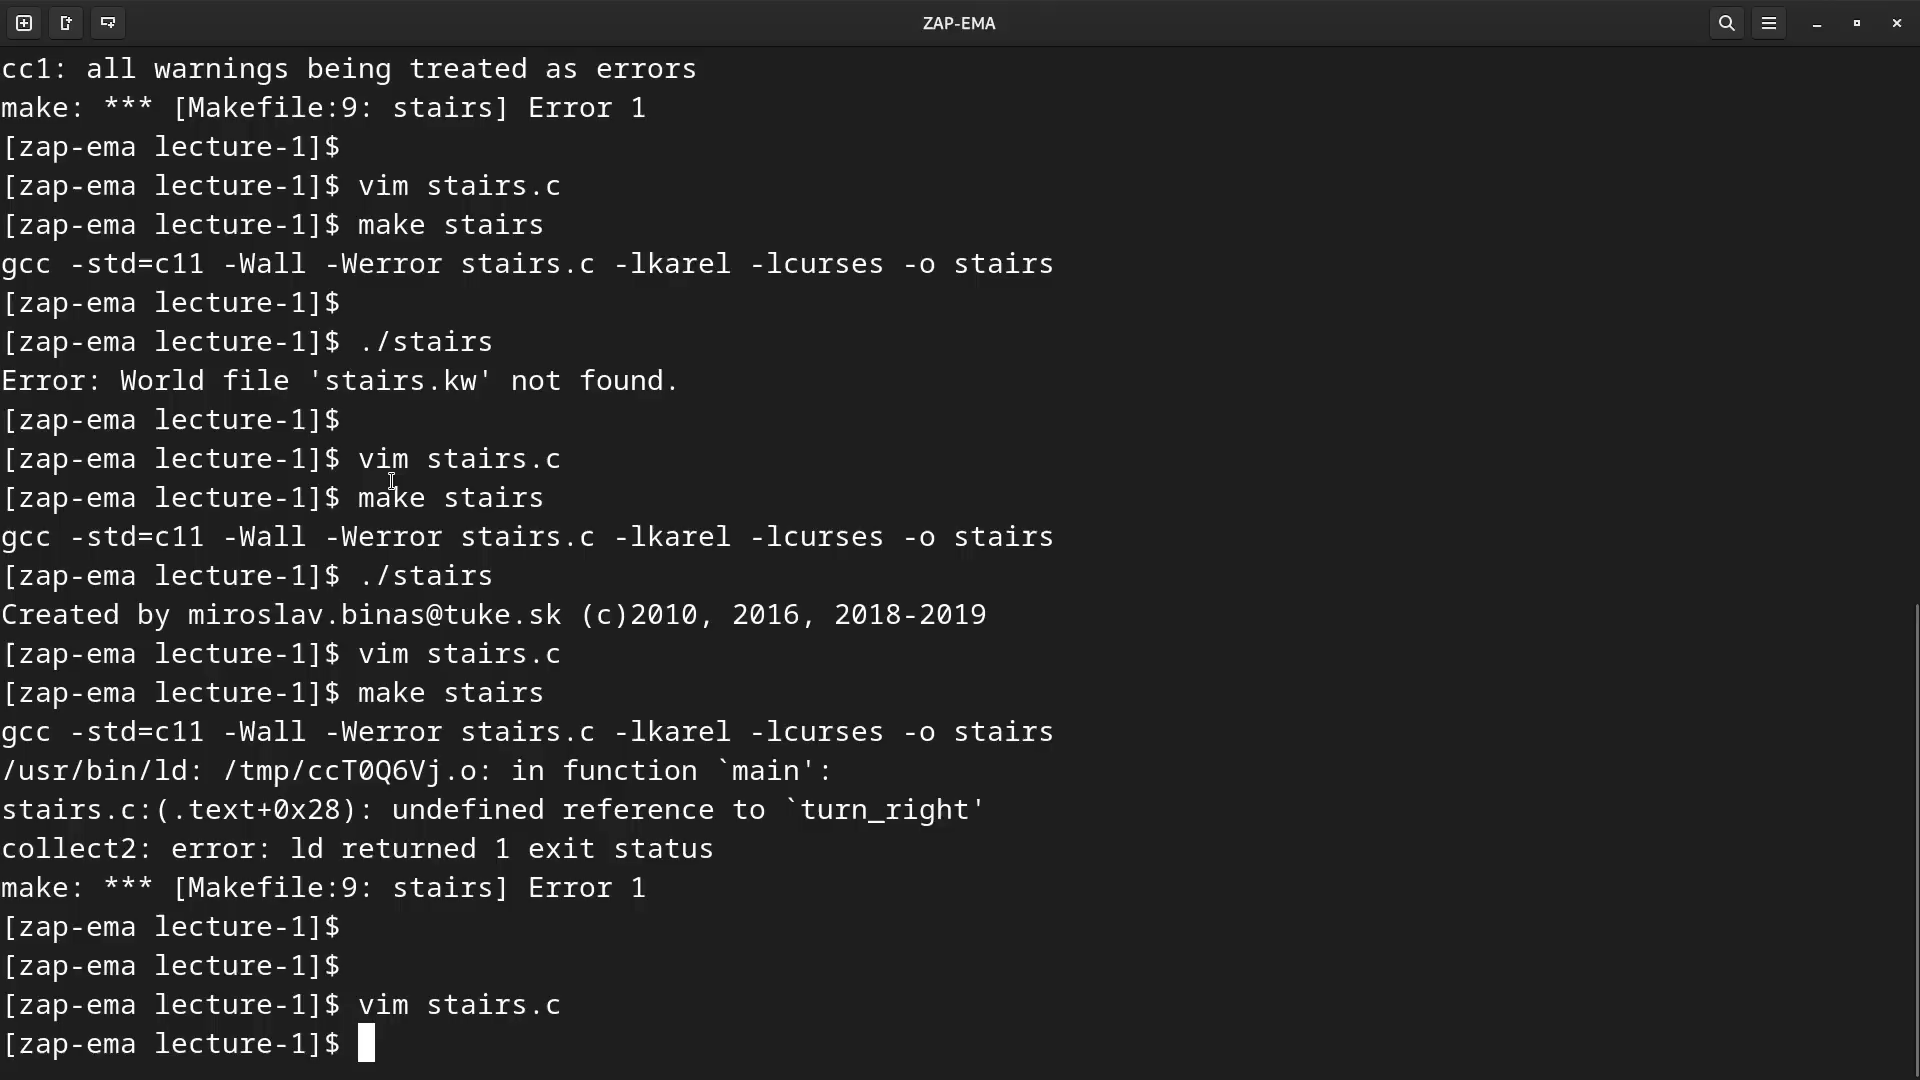 ZAP-EMA
cc1: all warnings being treated as errors
make: *** [Makefile:9: stairs] Error 1
[zap-ema lecture-1]$
[zap-ema lecture-1]$ vim stairs.c
[zap-ema lecture-1]$ make stairs
gcc -std=c11 -Wall -Werror stairs.c -lkarel -lcurses -o stairs
[zap-ema lecture-1]$
[zap-ema lecture-1]$ ./stairs
Error: World file 'stairs.kw' not found.
[zap-ema lecture-1]$
[zap-ema lecture-1]$ vim stairs.c
[zap-ema lecture-1]$ make stairs
gcc -std=c11 -Wall -Werror stairs.c -lkarel -lcurses -o stairs
[zap-ema lecture-1]$ ./stairs
Created by miroslav.binas@tuke.sk (c)2010, 2016, 2018-2019
[zap-ema lecture-1]$ vim stairs.c
[zap-ema lecture-1]$ make stairs
gcc -std=c11 -Wall -Werror stairs.c -lkarel -lcurses -o stairs
/usr/bin/ld: /tmp/ccT0Q6Vj.o: in function `main':
stairs.c:(.text+0x28): undefined reference to `turn_right'
collect2: error: ld returned 1 exit status
make: *** [Makefile:9: stairs] Error 1
[zap-ema lecture-1]$
[zap-ema lecture-1]$
[zap-ema lecture-1]$ vim stairs.c
[zap-ema lecture-1]$